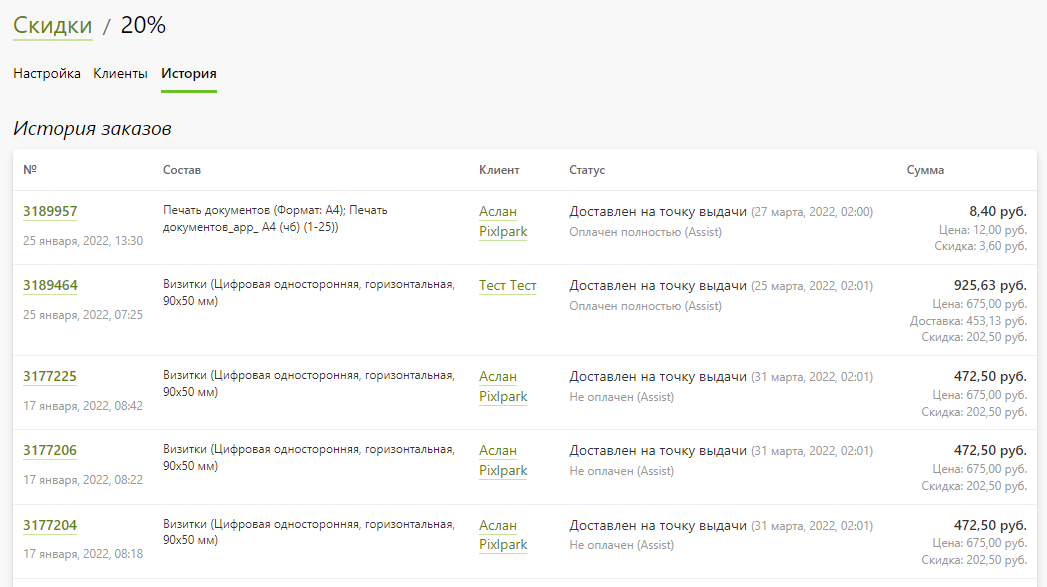 Скидки / 20%
Настройка Клиенты История
История заказов
№ Состав Клиент Статус Сумма
3189957
25 января, 2022, 13:30
Печать документов (Формат: А4); Печать
документов_app_ А4 (чб) (1-25))
Аслан
Pixlpark
Доставлен на точку выдачи (27 марта, 2022, 02:00)
Оплачен полностью (Assist)
8,40 руб.
Цена: 12,00 руб.
Скидка: 3,60 руб.
3189464
25 января, 2022, 07:25
Визитки (Цифровая односторонняя, горизонтальная,
90x50 мм)
Тест Тест
Доставлен на точку выдачи (25 марта, 2022, 02:01)
Оплачен полностью (Assist)
925,63 руб.
Цена: 675,00 руб.
Доставка: 453,13 руб.
Скидка: 202,50 руб.
3177225
17 января, 2022, 08:42
Визитки (Цифровая односторонняя, горизонтальная,
90x50 мм)
Аслан
Pixlpark
Доставлен на точку выдачи (31 марта, 2022, 02:01)
Не оплачен (Assist)
472,50 руб.
Цена: 675,00 руб.
Скидка: 202,50 руб.
3177206
17 января, 2022, 08:22
Визитки (Цифровая односторонняя, горизонтальная,
90x50 мм)
Аслан
Pixlpark
Доставлен на точку выдачи (31 марта, 2022, 02:01)
Не оплачен (Assist)
472,50 руб.
Цена: 675,00 руб.
Скидка: 202,50 руб.
3177204
17 января, 2022, 08:18
Визитки (Цифровая односторонняя, горизонтальная,
90x50 мм)
Аслан
Pixlpark
Доставлен на точку выдачи (31 марта, 2022, 02:01)
Не оплачен (Assist)
472,50 руб.
Цена: 675,00 руб.
Скидка: 202,50 руб.